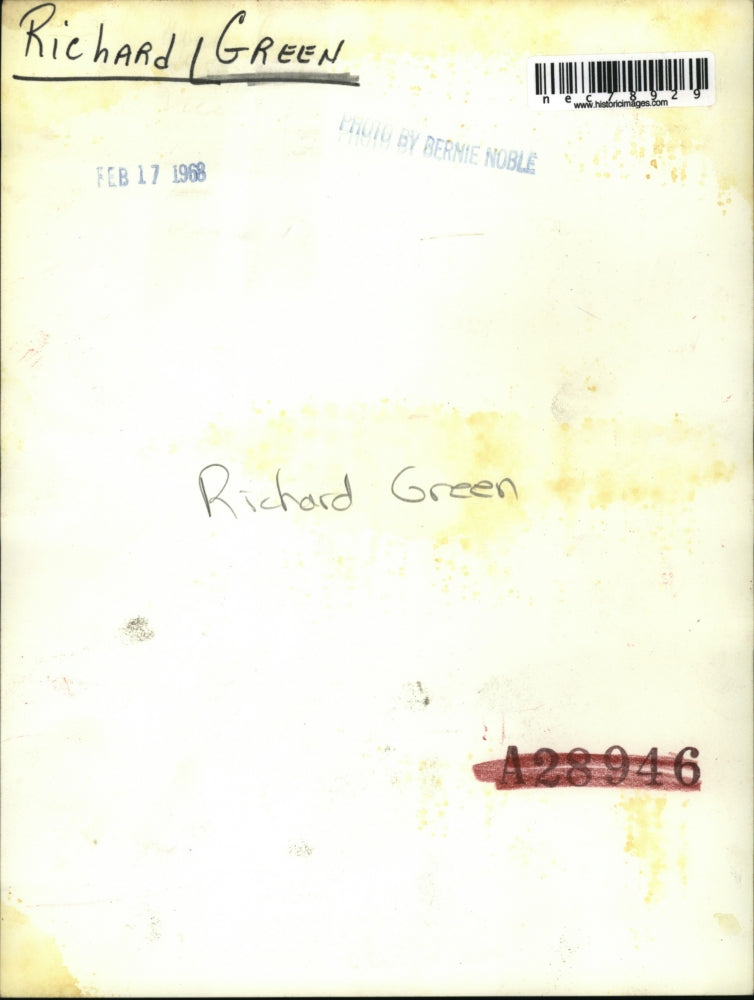 Richard / GREEN
nec78929
www.historicimages.com
PHOTO BY BERNIE NOBLE
FEB 17 1968
Richard Green
A28946